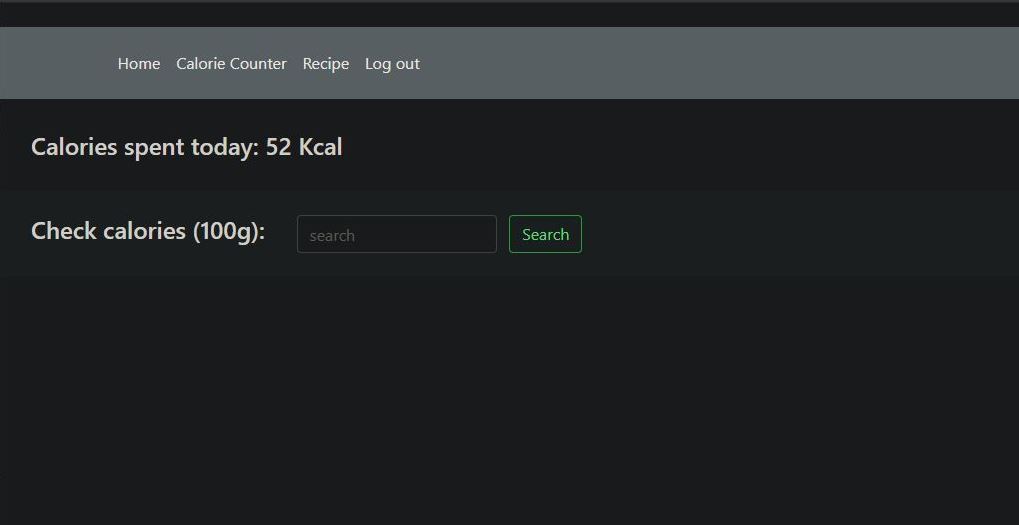 Home Calorie Counter Recipe Log out
Calories spent today: 52 Kcal
Check calories (100g): search Search